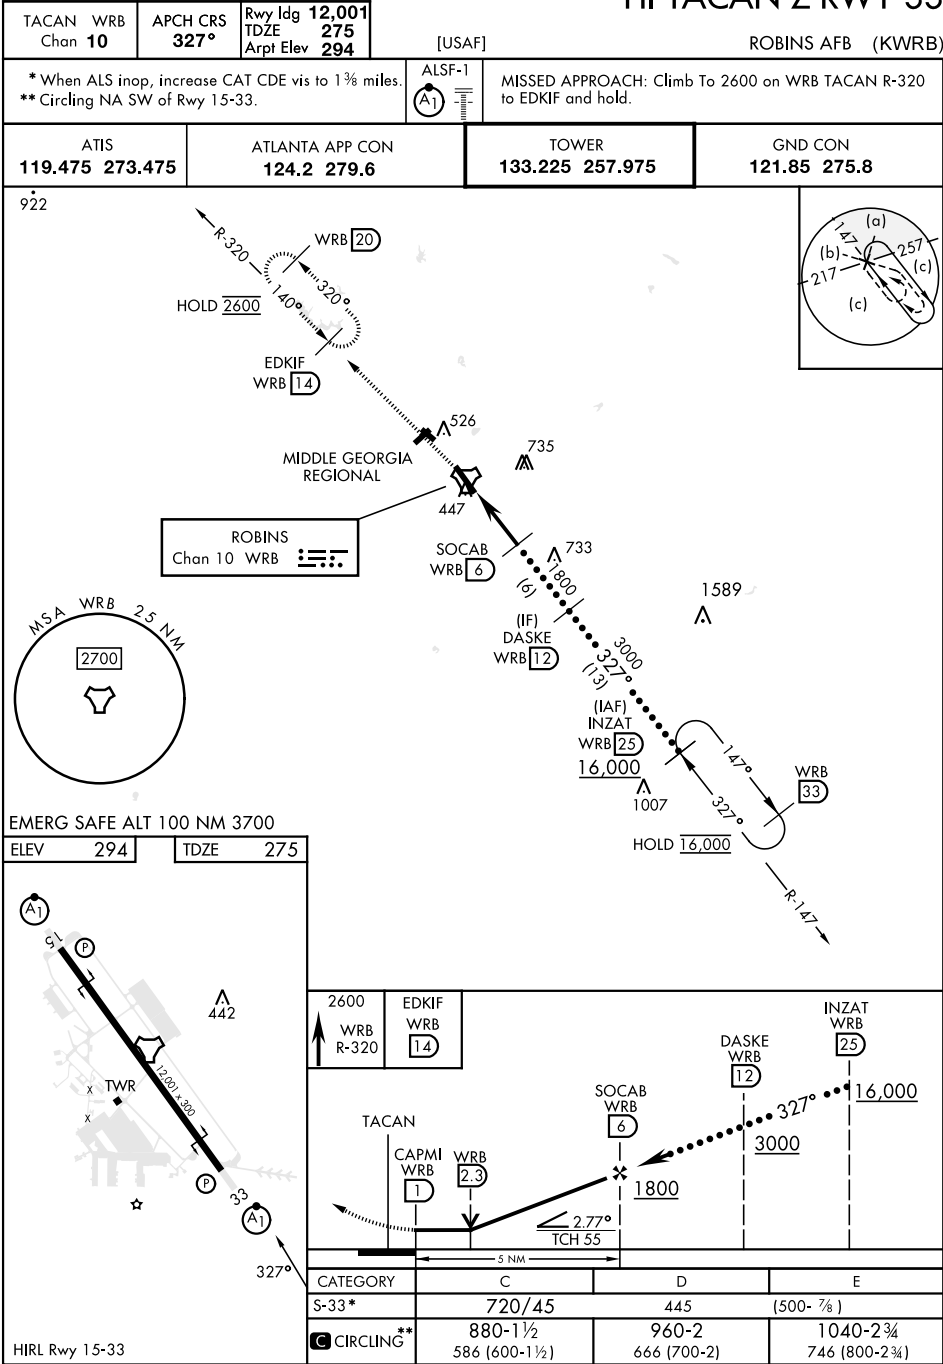 HI-TACAN Z RWY 33
TACAN WRB
Chan 10
APCH CRS
327°
Rwy ldg 12,001
TDZE 275
Arpt Elev 294
[USAF]
ROBINS AFB (KWRB)
* When ALS inop, increase CAT CDE vis to 1⅜ miles.
** Circling NA SW of Rwy 15-33.
ALSF-1
A1
MISSED APPROACH: Climb To 2600 on WRB TACAN R-320
to EDKIF and hold.
ATIS
119.475 273.475
ATLANTA APP CON
124.2 279.6
TOWER
133.225 257.975
GND CON
121.85 275.8
922
R-320
WRB 20
320°
140°
HOLD 2600
EDKIF
WRB 14
147
(a)
(b)
257
(c)
217
(c)
526
MIDDLE GEORGIA
REGIONAL
735
447
ROBINS
Chan 10 WRB
SOCAB
WRB 6
733
1800
(6)
1589
(IF)
DASKE
WRB 12
3000
327°
(13)
MSA WRB 25 NM
2700
(IAF)
INZAT
WRB 25
16,000
1007
147°
327°
WRB
33
HOLD 16,000
R-147
EMERG SAFE ALT 100 NM 3700
ELEV 294
TDZE 275
A1
15
P
442
12,001 x 300
TWR
x
x
P
33
A1
327°
HIRL Rwy 15-33
2600
WRB
R-320
EDKIF
WRB
14
INZAT
WRB
25
DASKE
WRB
12
SOCAB
WRB
6
16,000
327°
3000
1800
TACAN
CAPMI
WRB
1
WRB
2.3
2.77°
TCH 55
5 NM
CATEGORY C D E
S-33* 720/45 445 (500- ⅞)
C CIRCLING** 880-1½ 960-2 1040-2¾
586 (600-1½) 666 (700-2) 746 (800-2¾)